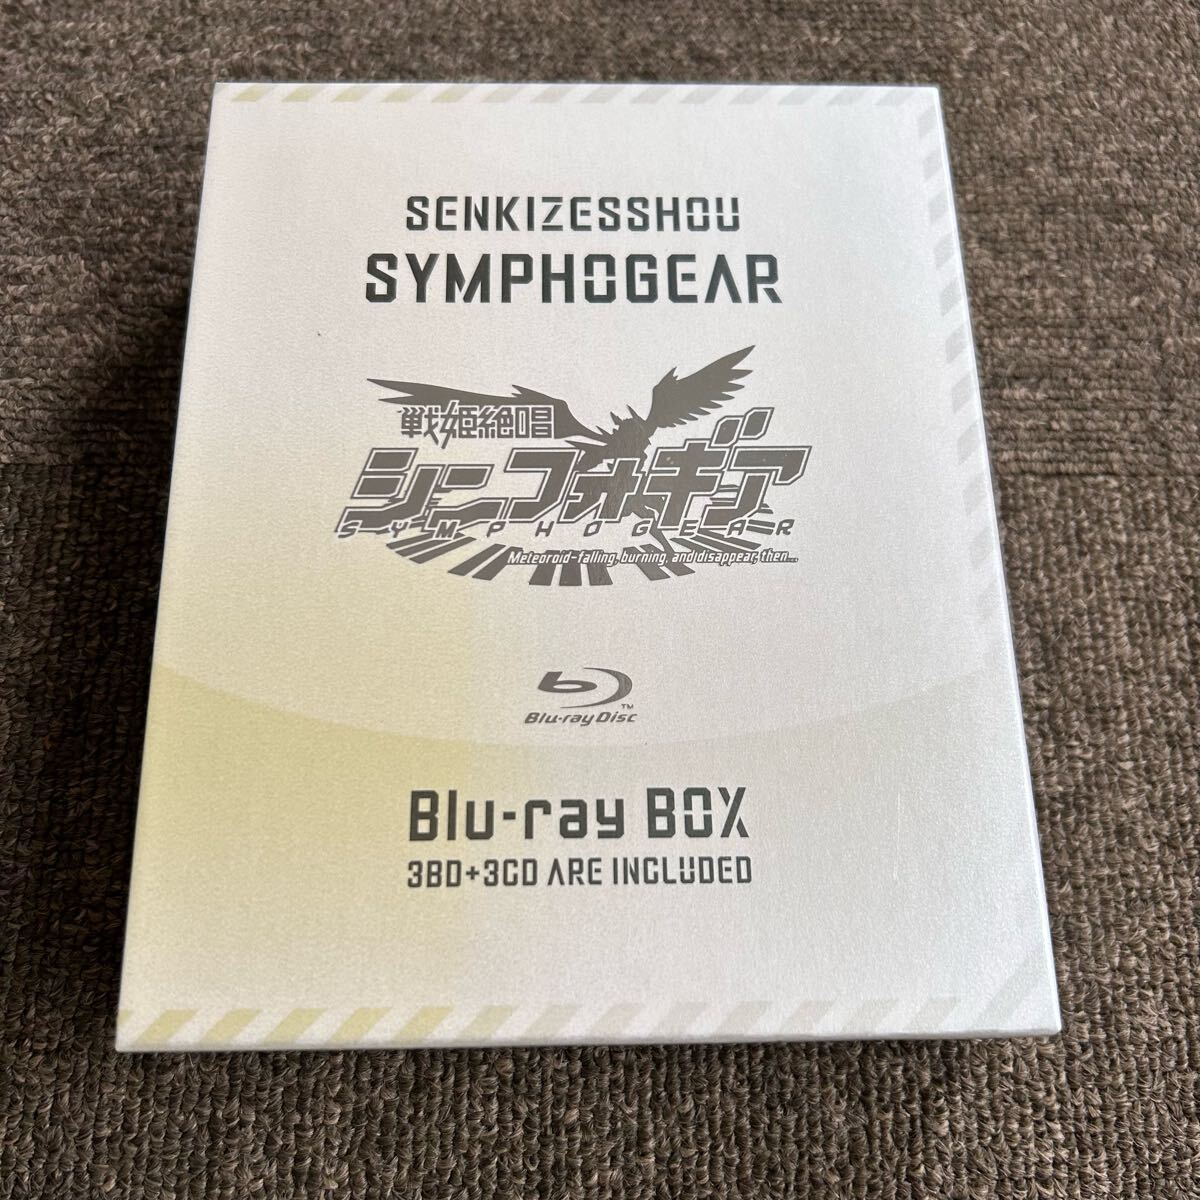 SENKIZESSHOU
SYMPHOGEAR
戦姫絶唱
シンフォギア
SYMPHOGEAR
Meteoroid-falling, burning, and disappear, then...
Blu-ray Disc™
Blu-ray BOX
3BD+3CD ARE INCLUDED